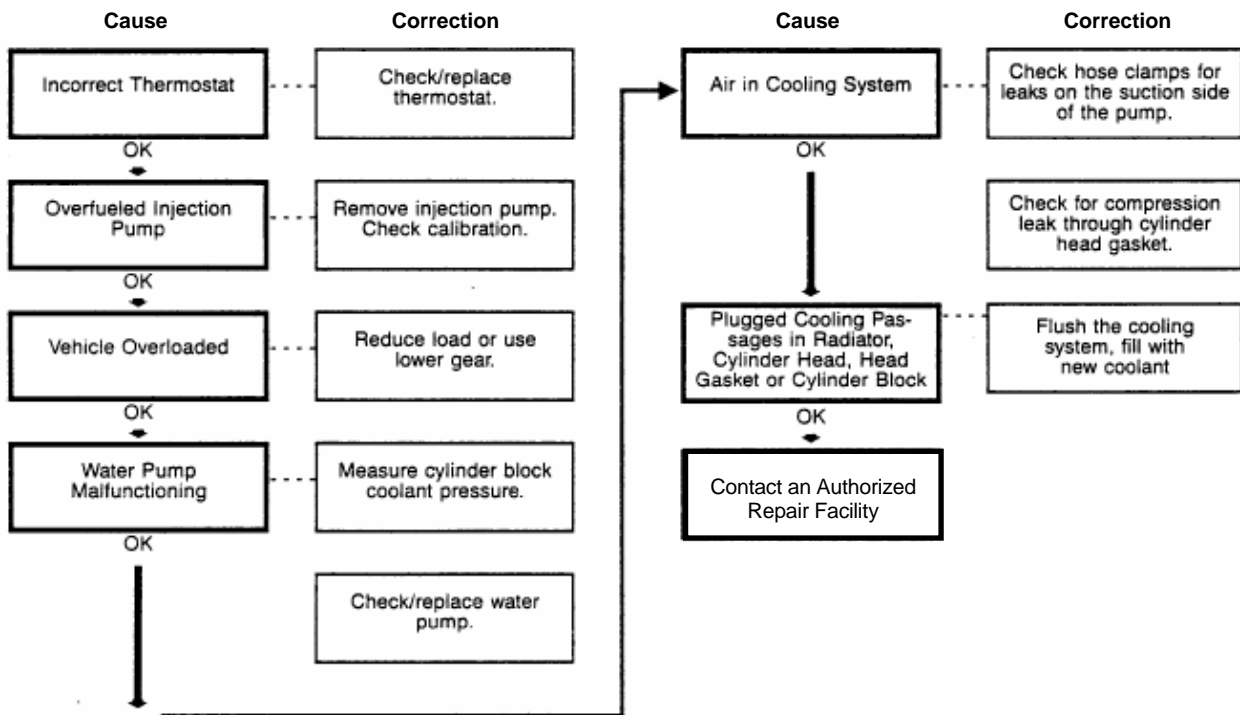 Cause
Correction
Incorrect Thermostat
Check/replace
thermostat.
OK
Overfueled Injection
Pump
Remove injection pump.
Check calibration.
OK
Vehicle Overloaded
Reduce load or use
lower gear.
OK
Water Pump
Malfunctioning
Measure cylinder block
coolant pressure.
OK
Check/replace water
pump.
Cause
Correction
Air in Cooling System
Check hose clamps for
leaks on the suction side
of the pump.
OK
Check for compression
leak through cylinder
head gasket.
Plugged Cooling Pas-
sages in Radiator,
Cylinder Head, Head
Gasket or Cylinder Block
Flush the cooling
system, fill with
new coolant
OK
Contact an Authorized
Repair Facility